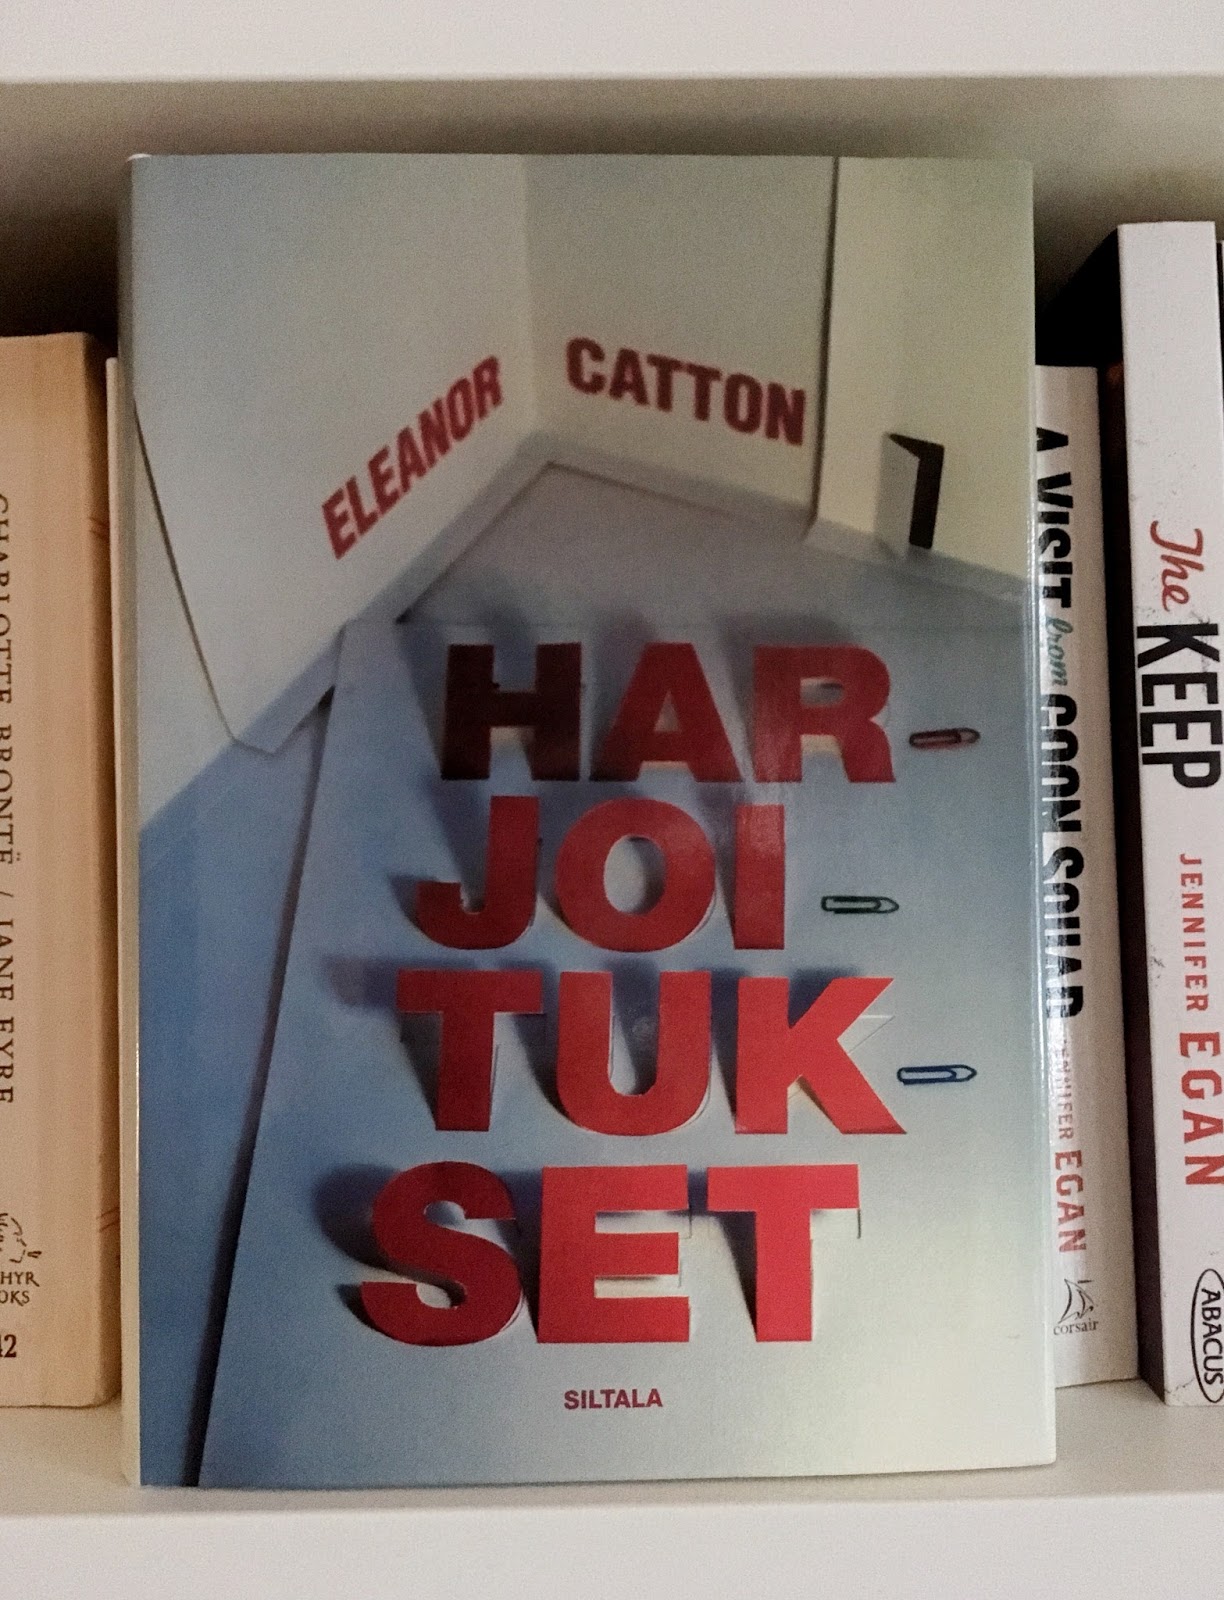 CHARLOTTE BRONTË / JANE EYRE
42
ELEANOR
CATTON
HAR-
JOI-
TUK-
SET
SILTALA
A VISIT from GOON SQUAD
JENNIFER EGAN
corsair
The KEEP
JENNIFER EGAN
ABACUS